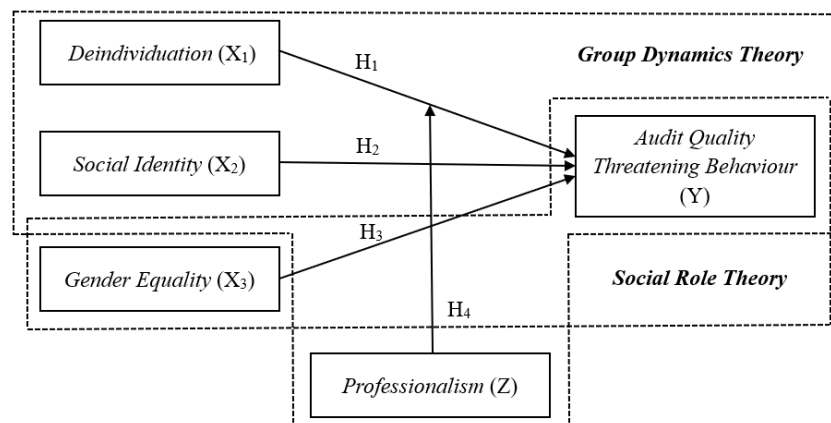 Deindividuation (X₁)
H₁
Group Dynamics Theory
Social Identity (X₂)
H₂
Audit Quality
Threatening Behaviour
(Y)
H₃
Gender Equality (X₃)
Social Role Theory
H₄
Professionalism (Z)